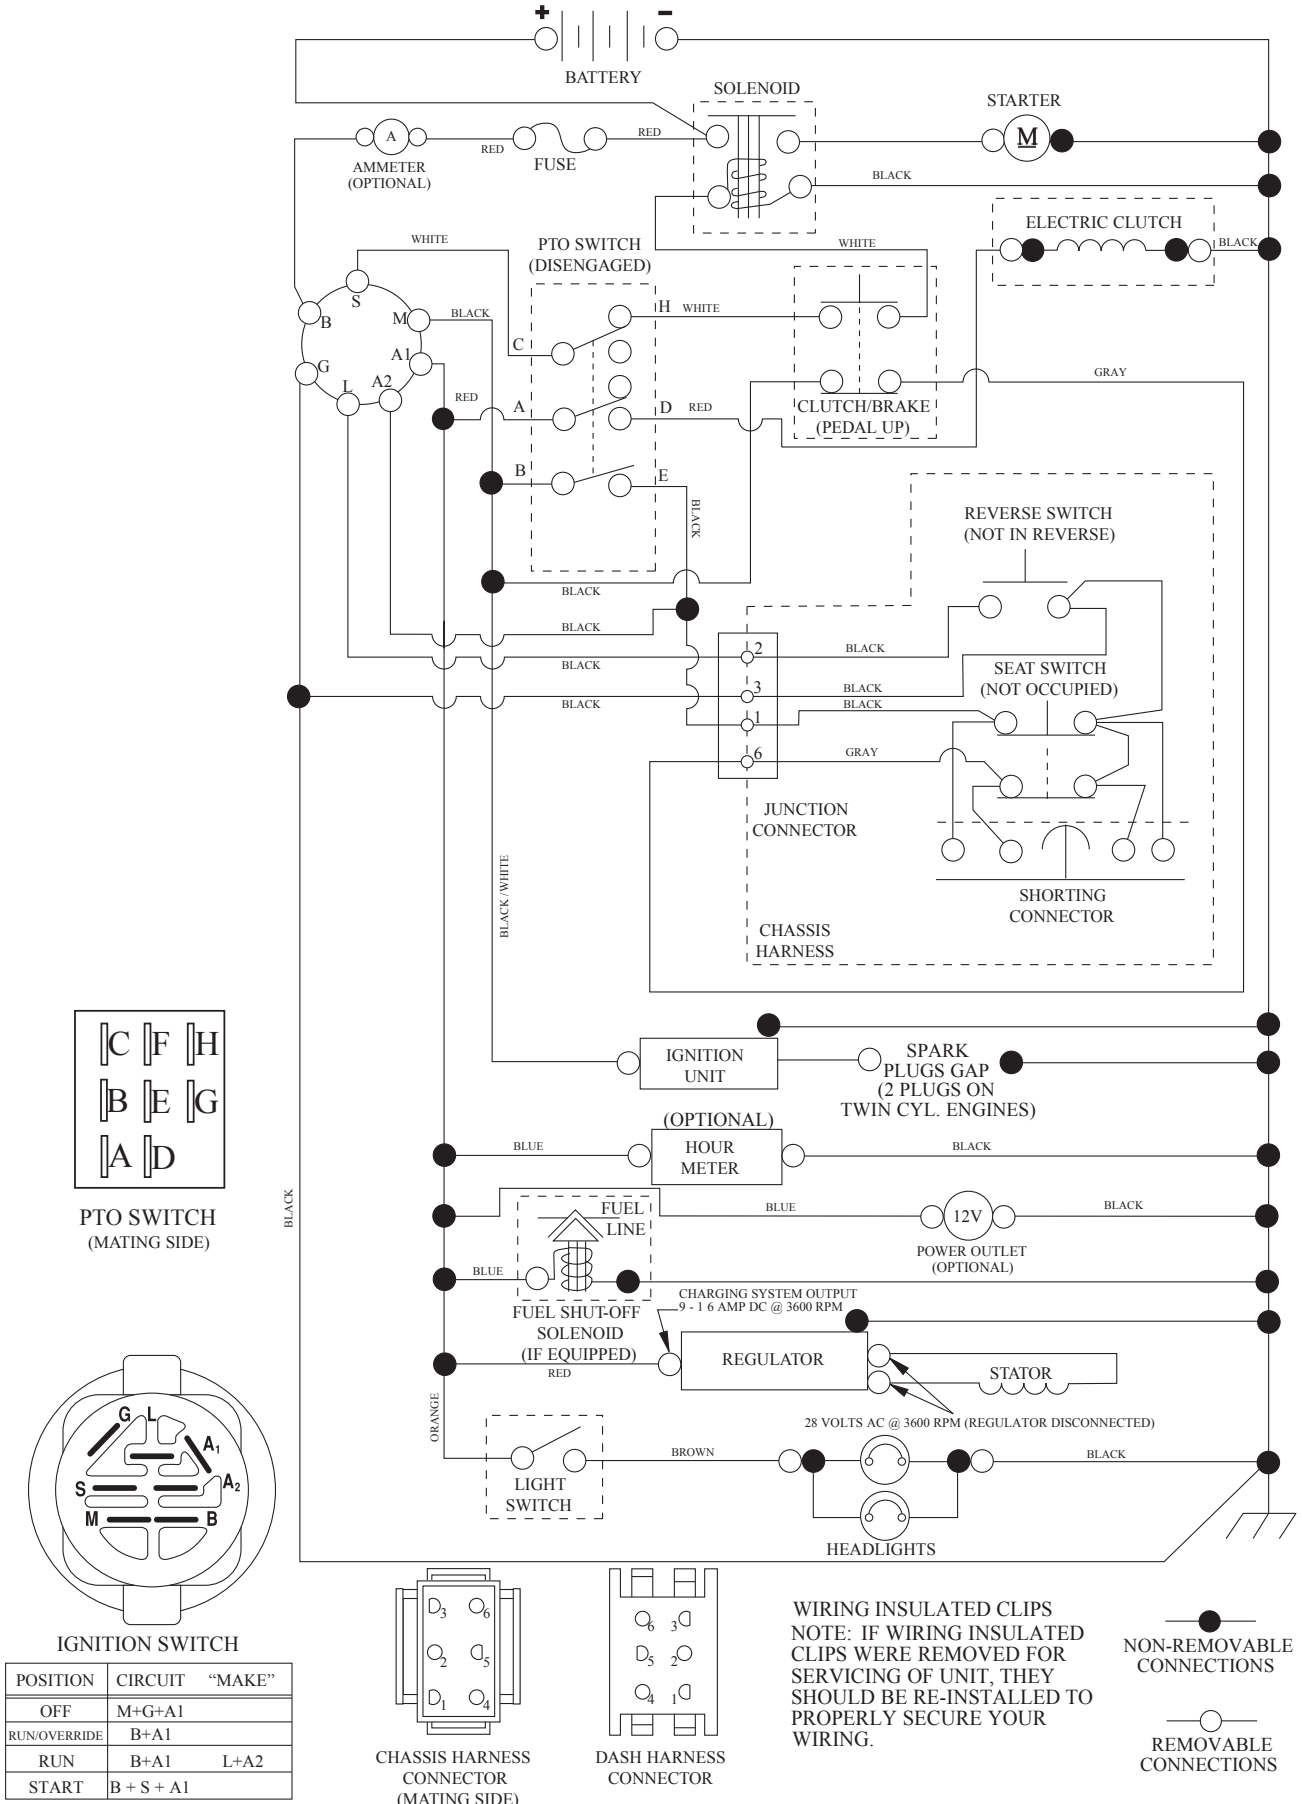 + −
BATTERY
SOLENOID
STARTER
A
RED
FUSE
RED
M
AMMETER
(OPTIONAL)
BLACK
ELECTRIC CLUTCH
BLACK
WHITE
PTO SWITCH
(DISENGAGED)
WHITE
S
B
M
BLACK
H
WHITE
C
A1
G
A2
L
RED
A
D
RED
GRAY
CLUTCH/BRAKE
(PEDAL UP)
B
E
BLACK
REVERSE SWITCH
(NOT IN REVERSE)
BLACK
BLACK
2
BLACK
BLACK
SEAT SWITCH
(NOT OCCUPIED)
3
BLACK
BLACK
BLACK
1
6
GRAY
JUNCTION
CONNECTOR
BLACK /WHITE
SHORTING
CONNECTOR
CHASSIS
HARNESS
C F H
B E G
A D
PTO SWITCH
(MATING SIDE)
IGNITION
UNIT
SPARK
PLUGS GAP
(2 PLUGS ON
TWIN CYL. ENGINES)
(OPTIONAL)
HOUR
METER
BLUE
BLACK
BLACK
FUEL
LINE
BLUE
12V
BLACK
POWER OUTLET
(OPTIONAL)
BLUE
FUEL SHUT-OFF
SOLENOID
(IF EQUIPPED)
CHARGING SYSTEM OUTPUT
9 - 1 6 AMP DC @ 3600 RPM
RED
REGULATOR
STATOR
28 VOLTS AC @ 3600 RPM (REGULATOR DISCONNECTED)
ORANGE
LIGHT
SWITCH
BROWN
BLACK
HEADLIGHTS
G L
A1
S
A2
M B
IGNITION SWITCH
POSITION CIRCUIT “MAKE”
OFF M+G+A1
RUN/OVERRIDE B+A1
RUN B+A1 L+A2
START B + S + A1
3 6
2 5
1 4
CHASSIS HARNESS
CONNECTOR
(MATING SIDE)
6 3
5 2
4 1
DASH HARNESS
CONNECTOR
WIRING INSULATED CLIPS
NOTE: IF WIRING INSULATED
CLIPS WERE REMOVED FOR
SERVICING OF UNIT, THEY
SHOULD BE RE-INSTALLED TO
PROPERLY SECURE YOUR
WIRING.
NON-REMOVABLE
CONNECTIONS
REMOVABLE
CONNECTIONS